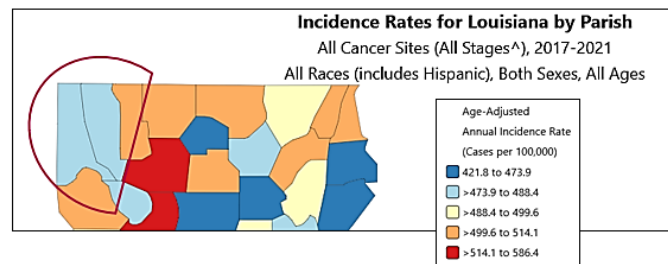 Incidence Rates for Louisiana by Parish
All Cancer Sites (All Stages^), 2017-2021
All Races (includes Hispanic), Both Sexes, All Ages
Age-Adjusted
Annual Incidence Rate
(Cases per 100,000)
421.8 to 473.9
>473.9 to 488.4
>488.4 to 499.6
>499.6 to 514.1
>514.1 to 586.4